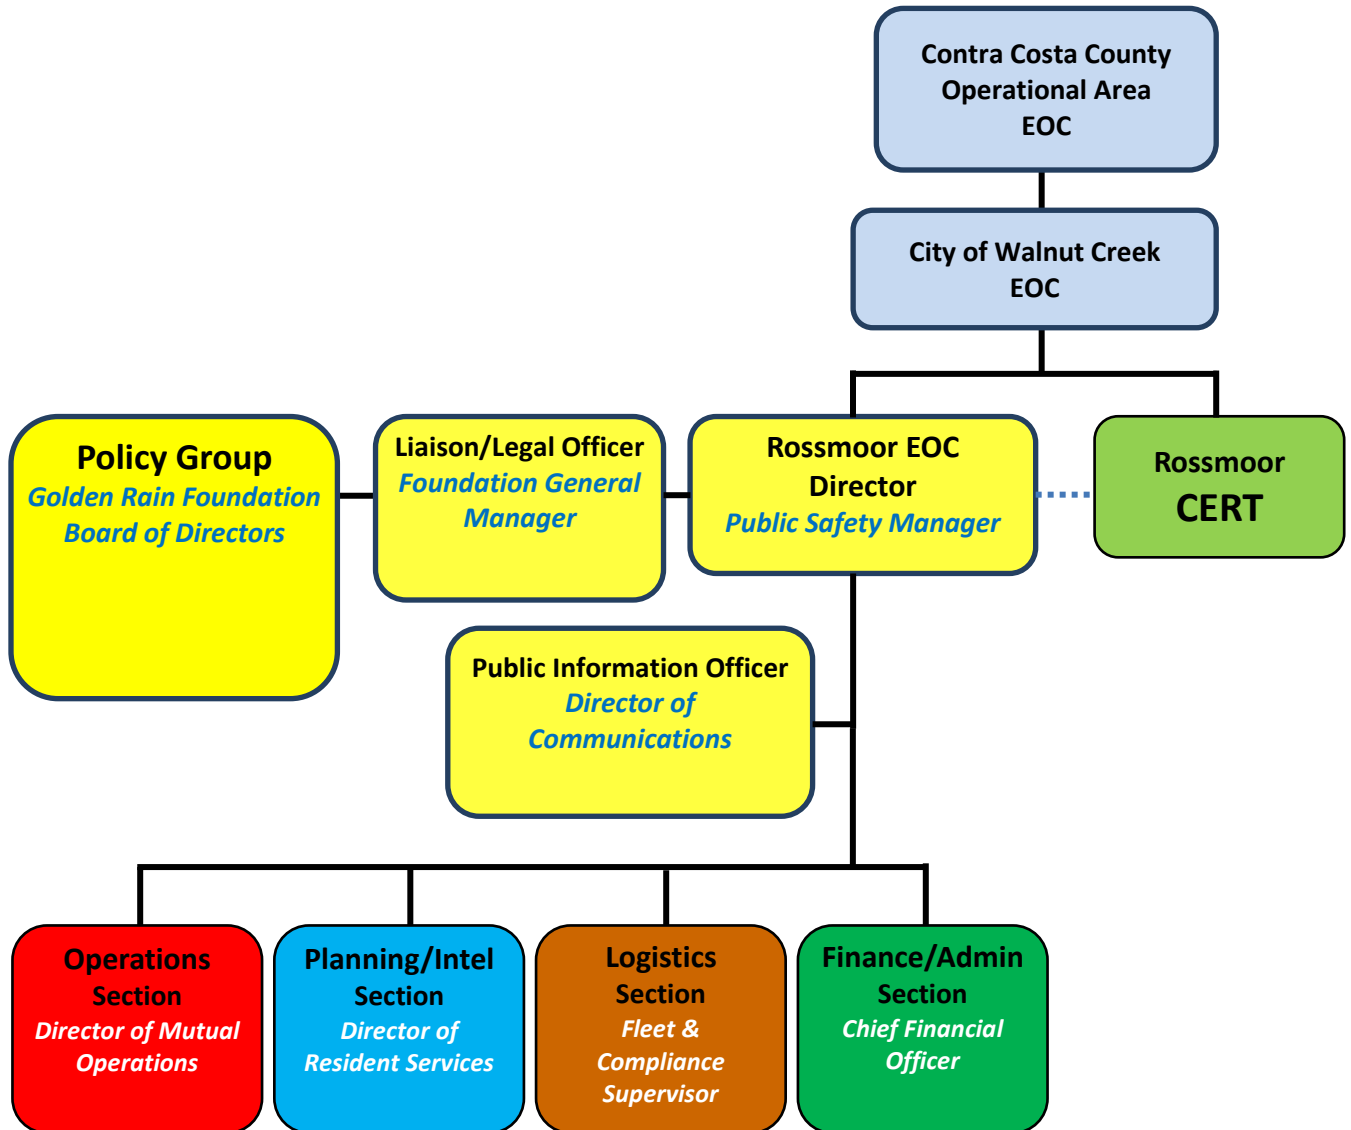 Contra Costa County
Operational Area
EOC
City of Walnut Creek
EOC
Policy Group
Golden Rain Foundation
Board of Directors
Liaison/Legal Officer
Foundation General
Manager
Rossmoor EOC
Director
Public Safety Manager
Rossmoor
CERT
Public Information Officer
Director of
Communications
Operations
Section
Director of Mutual
Operations
Planning/Intel
Section
Director of
Resident Services
Logistics
Section
Fleet &
Compliance
Supervisor
Finance/Admin
Section
Chief Financial
Officer